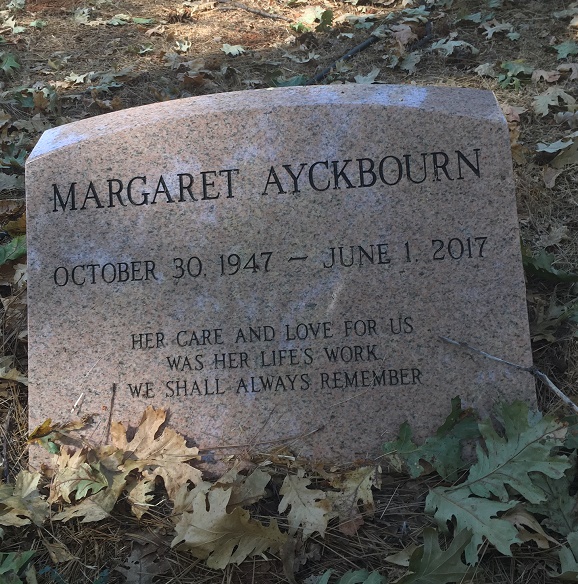 MARGARET AYCKBOURN
OCTOBER 30, 1947 – JUNE 1, 2017
HER CARE AND LOVE FOR US
WAS HER LIFE'S WORK.
WE SHALL ALWAYS REMEMBER.